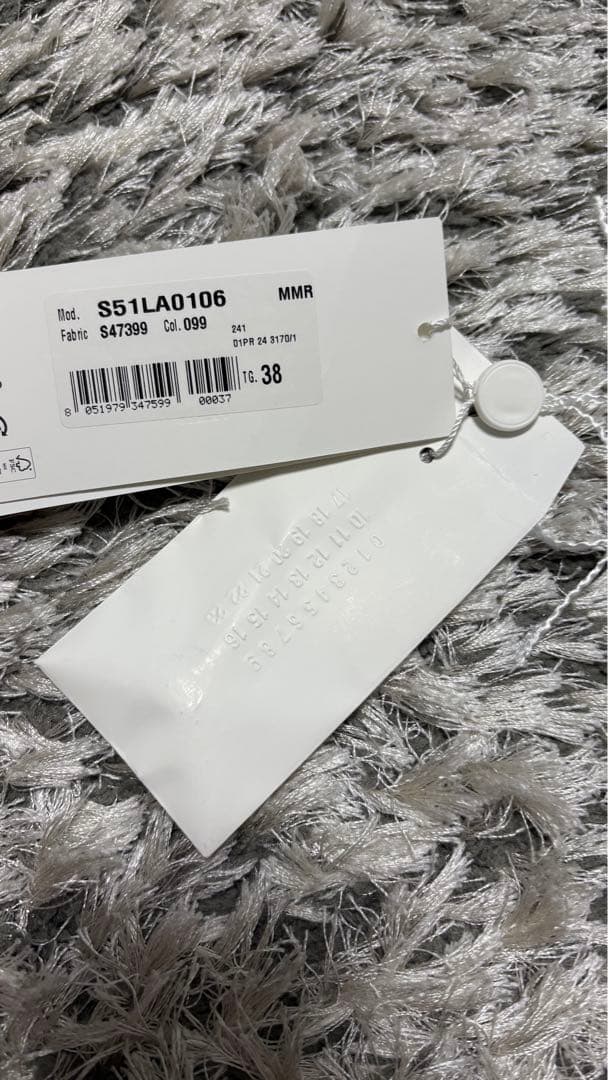 Mod. S51LA0106 MMR
Fabric S47399 Col. 099
241
01PR 24 3170/1
TG. 38
8 051979 347599 00037
0 1 2 3 4 5 6 7 8 9
10 11 12 13 14 15 16
17 18 19 20 21 22 23